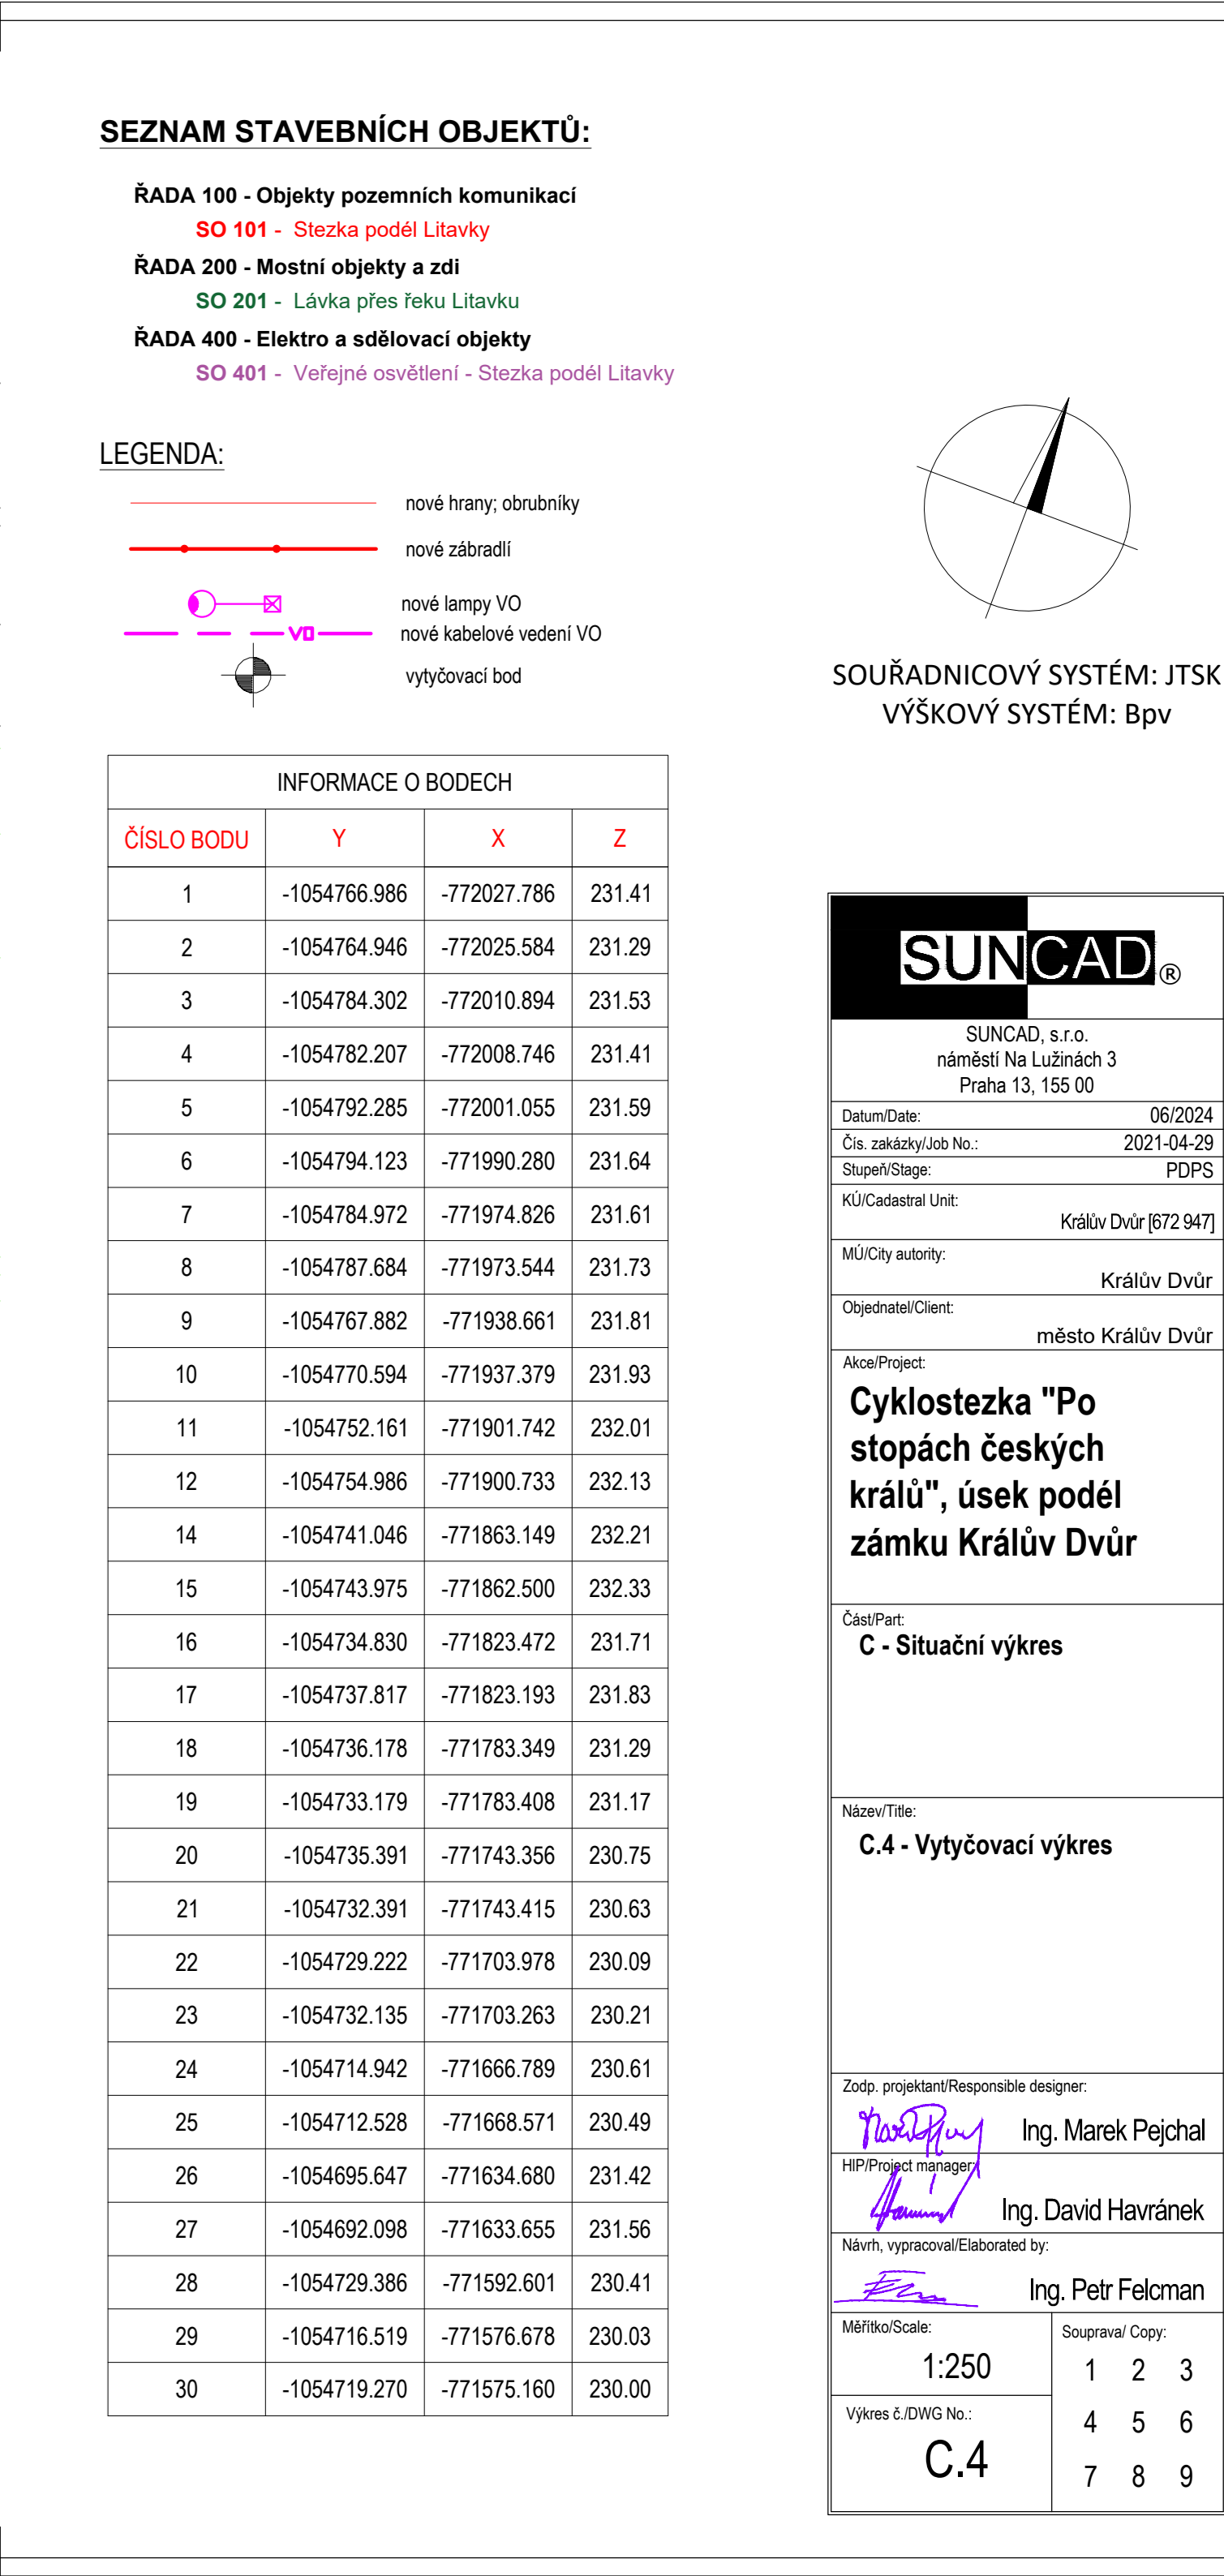 SEZNAM STAVEBNÍCH OBJEKTŮ:
ŘADA 100 - Objekty pozemních komunikací
SO 101 - Stezka podél Litavky
ŘADA 200 - Mostní objekty a zdi
SO 201 - Lávka přes řeku Litavku
ŘADA 400 - Elektro a sdělovací objekty
SO 401 - Veřejné osvětlení - Stezka podél Litavky
LEGENDA:
nové hrany; obrubníky
nové zábradlí
nové lampy VO
VO nové kabelové vedení VO
vytyčovací bod
SOUŘADNICOVÝ SYSTÉM: JTSK
VÝŠKOVÝ SYSTÉM: Bpv
INFORMACE O BODECH
ČÍSLO BODU Y X Z
1 -1054766.986 -772027.786 231.41
2 -1054764.946 -772025.584 231.29
3 -1054784.302 -772010.894 231.53
4 -1054782.207 -772008.746 231.41
5 -1054792.285 -772001.055 231.59
6 -1054794.123 -771990.280 231.64
7 -1054784.972 -771974.826 231.61
8 -1054787.684 -771973.544 231.73
9 -1054767.882 -771938.661 231.81
10 -1054770.594 -771937.379 231.93
11 -1054752.161 -771901.742 232.01
12 -1054754.986 -771900.733 232.13
14 -1054741.046 -771863.149 232.21
15 -1054743.975 -771862.500 232.33
16 -1054734.830 -771823.472 231.71
17 -1054737.817 -771823.193 231.83
18 -1054736.178 -771783.349 231.29
19 -1054733.179 -771783.408 231.17
20 -1054735.391 -771743.356 230.75
21 -1054732.391 -771743.415 230.63
22 -1054729.222 -771703.978 230.09
23 -1054732.135 -771703.263 230.21
24 -1054714.942 -771666.789 230.61
25 -1054712.528 -771668.571 230.49
26 -1054695.647 -771634.680 231.42
27 -1054692.098 -771633.655 231.56
28 -1054729.386 -771592.601 230.41
29 -1054716.519 -771576.678 230.03
30 -1054719.270 -771575.160 230.00
SUNCAD®
SUNCAD, s.r.o.
náměstí Na Lužinách 3
Praha 13, 155 00
Datum/Date: 06/2024
Čís. zakázky/Job No.: 2021-04-29
Stupeň/Stage: PDPS
KÚ/Cadastral Unit:
Králův Dvůr [672 947]
MÚ/City autority:
Králův Dvůr
Objednatel/Client:
město Králův Dvůr
Akce/Project:
Cyklostezka "Po
stopách českých
králů", úsek podél
zámku Králův Dvůr
Část/Part:
C - Situační výkres
Název/Title:
C.4 - Vytyčovací výkres
Zodp. projektant/Responsible designer:
Ing. Marek Pejchal
HIP/Project manager:
Ing. David Havránek
Návrh, vypracoval/Elaborated by:
Ing. Petr Felcman
Měřítko/Scale:
1:250
Výkres č./DWG No.:
C.4
Souprava/ Copy:
1 2 3
4 5 6
7 8 9